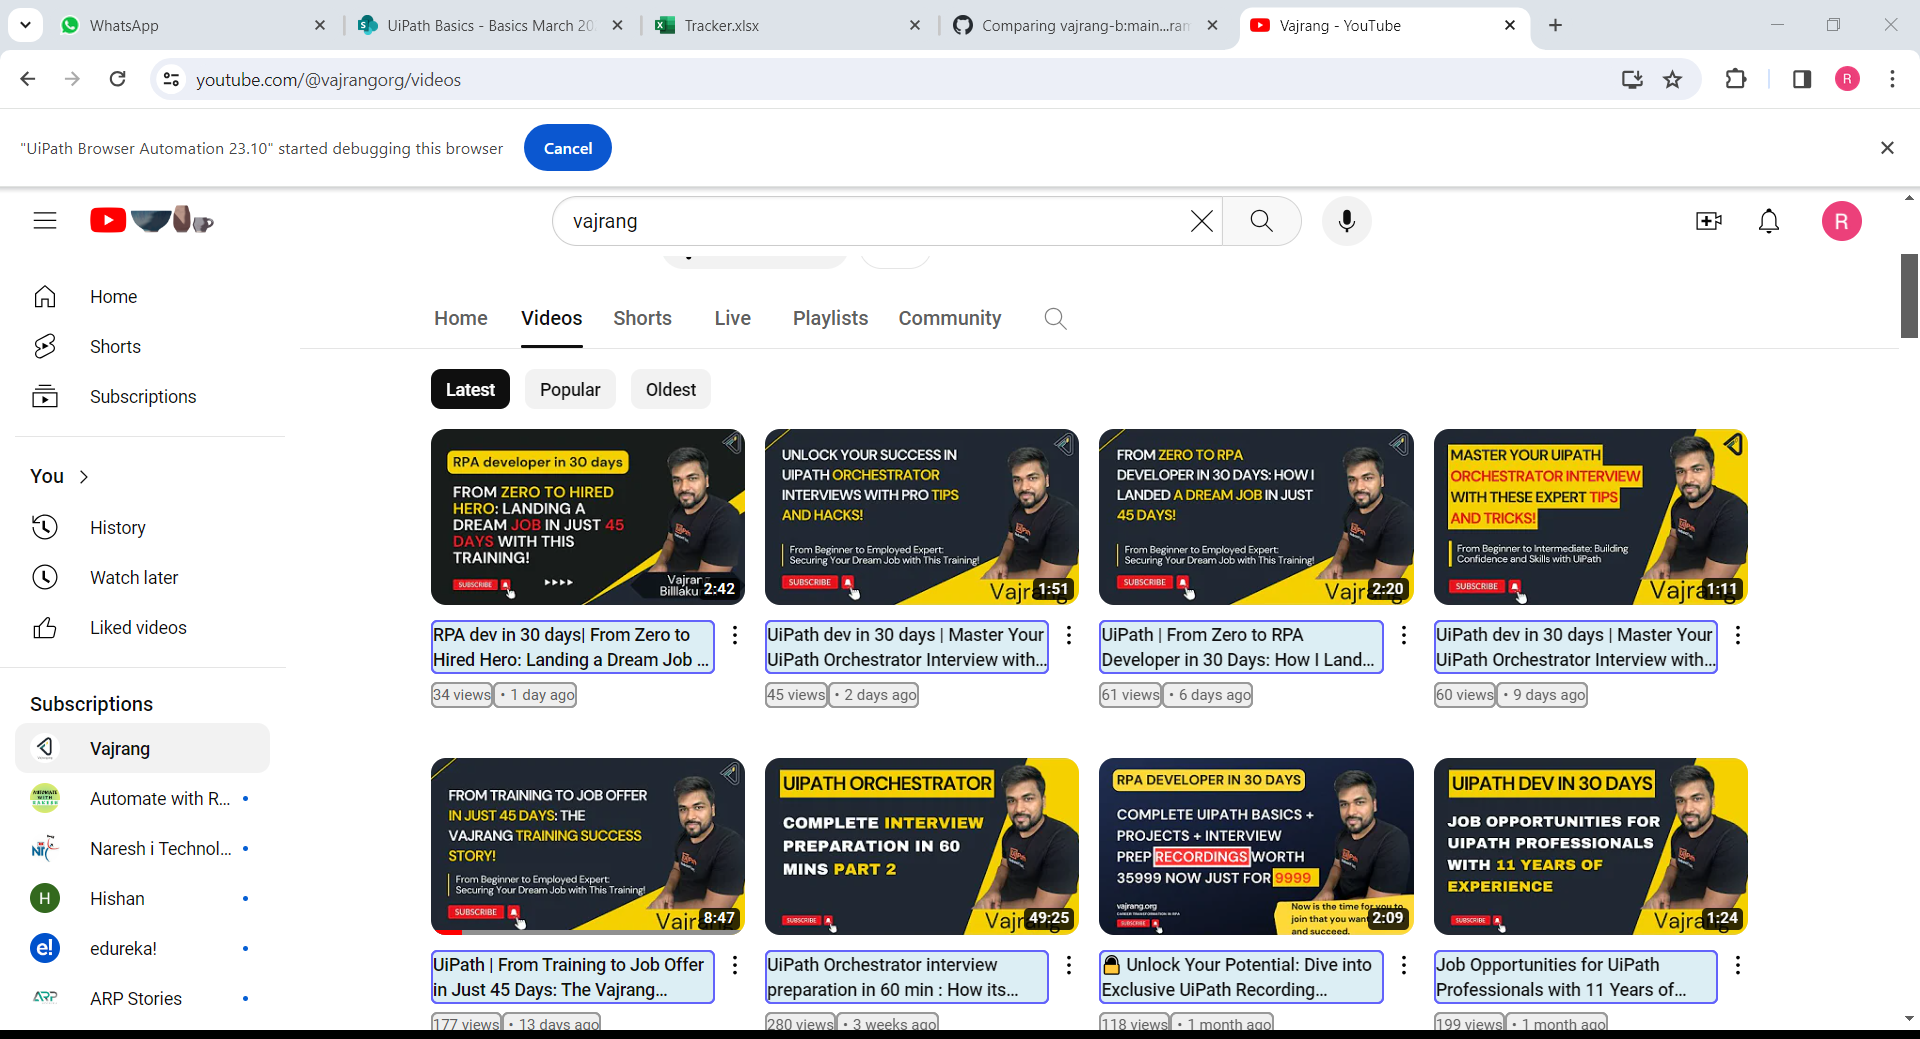 WhatsApp
UiPath Basics - Basics March 20
Tracker.xlsx
Comparing vajrang-b:main...ran
Vajrang - YouTube
youtube.com/@vajrangorg/videos
R
"UiPath Browser Automation 23.10" started debugging this browser
Cancel
vajrang
R
Home
Shorts
Subscriptions
You
History
Watch later
Liked videos
Subscriptions
Vajrang
Automate with R...
Naresh i Technol...
H
Hishan
e!
edureka!
ARP
ARP Stories
Home Videos Shorts Live Playlists Community
Latest Popular Oldest
RPA developer in 30 days
FROM ZERO TO HIRED
HERO: LANDING A
DREAM JOB IN JUST 45
DAYS WITH THIS
TRAINING!
SUBSCRIBE
Vajrang
Billlaku
2:42
RPA dev in 30 days| From Zero to
Hired Hero: Landing a Dream Job ...
34 views • 1 day ago
UNLOCK YOUR SUCCESS IN
UIPATH ORCHESTRATOR
INTERVIEWS WITH PRO TIPS
AND HACKS!
From Beginner to Employed Expert:
Securing Your Dream Job with This Training!
SUBSCRIBE
Vajrang
1:51
UiPath dev in 30 days | Master Your
UiPath Orchestrator Interview with...
45 views • 2 days ago
FROM ZERO TO RPA
DEVELOPER IN 30 DAYS: HOW I
LANDED A DREAM JOB IN JUST
45 DAYS!
From Beginner to Employed Expert:
Securing Your Dream Job with This Training!
SUBSCRIBE
Vajrang
2:20
UiPath | From Zero to RPA
Developer in 30 Days: How I Land...
61 views • 6 days ago
MASTER YOUR UIPATH
ORCHESTRATOR INTERVIEW
WITH THESE EXPERT TIPS
AND TRICKS!
From Beginner to Intermediate: Building
Confidence and Skills with UiPath
SUBSCRIBE
Vajrang
1:11
UiPath dev in 30 days | Master Your
UiPath Orchestrator Interview with...
60 views • 9 days ago
FROM TRAINING TO JOB OFFER
IN JUST 45 DAYS: THE
VAJRANG TRAINING SUCCESS
STORY!
From Beginner to Employed Expert:
Securing Your Dream Job with This Training!
SUBSCRIBE
Vajrang
8:47
UiPath | From Training to Job Offer
in Just 45 Days: The Vajrang...
177 views • 13 days ago
UIPATH ORCHESTRATOR
COMPLETE INTERVIEW
PREPARATION IN 60
MINS PART 2
SUBSCRIBE
Vajrang
49:25
UiPath Orchestrator interview
preparation in 60 min : How its...
280 views • 3 weeks ago
RPA DEVELOPER IN 30 DAYS
COMPLETE UIPATH BASICS +
PROJECTS + INTERVIEW
PREP RECORDINGS WORTH
35999 NOW JUST FOR 9999
vajrang.org
CAREER TRANSFORMATION IN RPA
SUBSCRIBE
Now is the time for you to
join that you want
and succeed.
2:09
🔒 Unlock Your Potential: Dive into
Exclusive UiPath Recording...
118 views • 1 month ago
UIPATH DEV IN 30 DAYS
JOB OPPORTUNITIES FOR
UIPATH PROFESSIONALS
WITH 11 YEARS OF
EXPERIENCE
SUBSCRIBE
Vajrang
1:24
Job Opportunities for UiPath
Professionals with 11 Years of...
199 views • 1 month ago